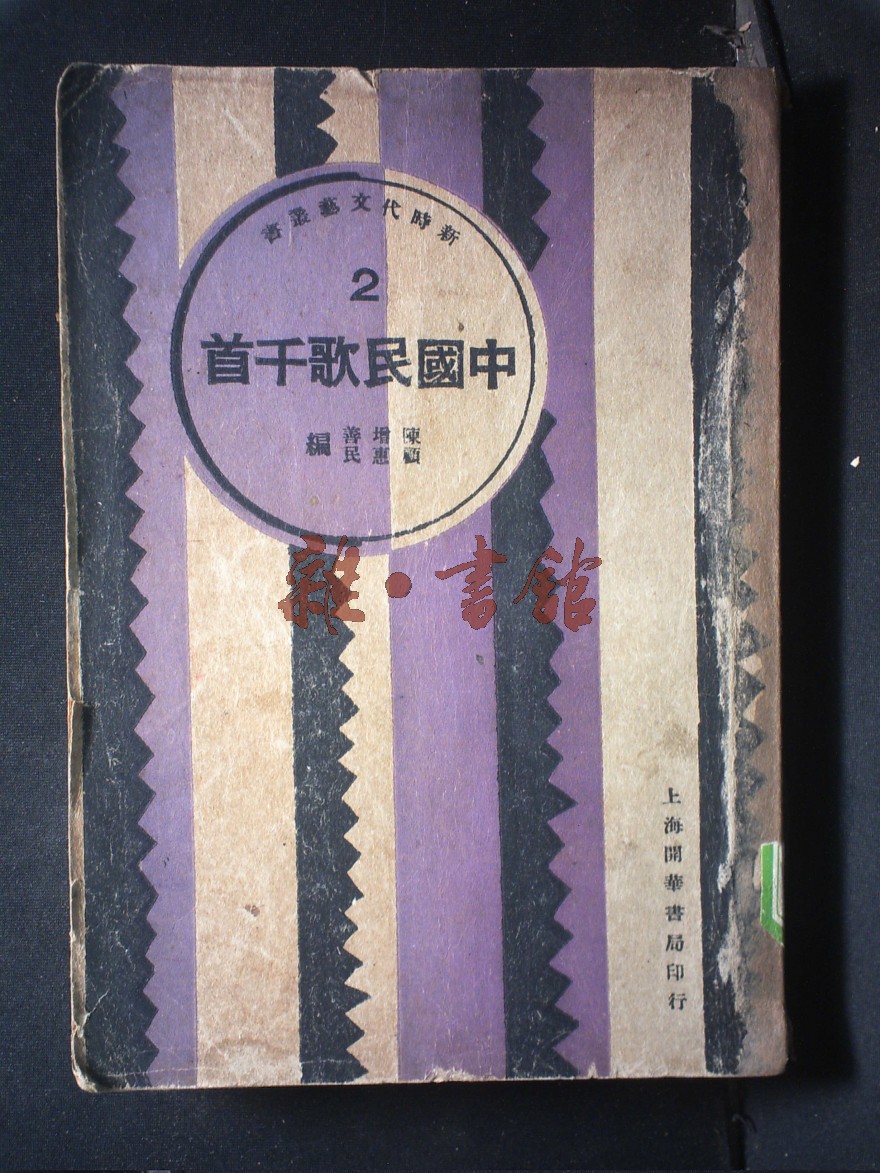 新時代文藝叢書
2
中國民歌千首
陳增善
顧惠民
編
雜·書館
上海開華書局印行